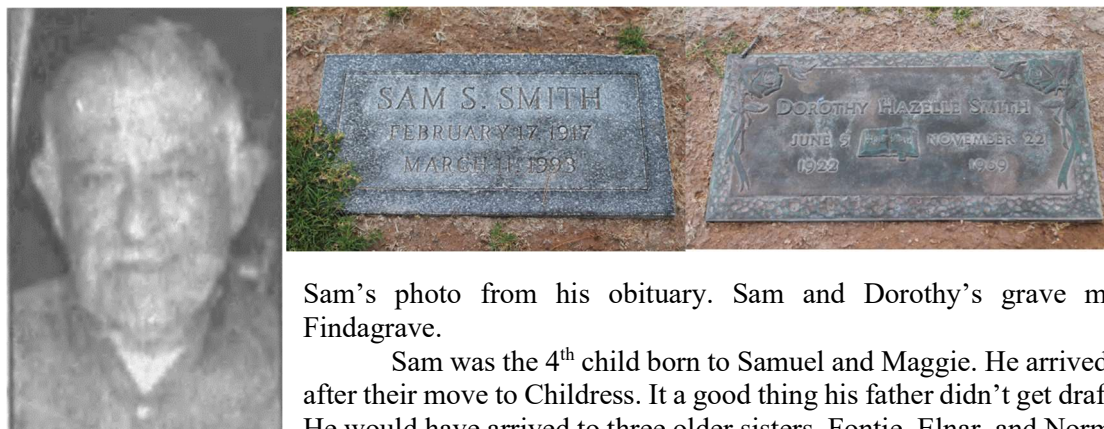 SAM S. SMITH
FEBRUARY 17 1917
MARCH 11 1993
DOROTHY HAZELLE SMITH
JUNE 5 NOVEMBER 22
1922 1959
Sam’s photo from his obituary. Sam and Dorothy’s grave m
Findagrave.
Sam was the 4th child born to Samuel and Maggie. He arrived
after their move to Childress. It a good thing his father didn’t get draf
He would have arrived to three older sisters, Fontie, Elnar, and Norm